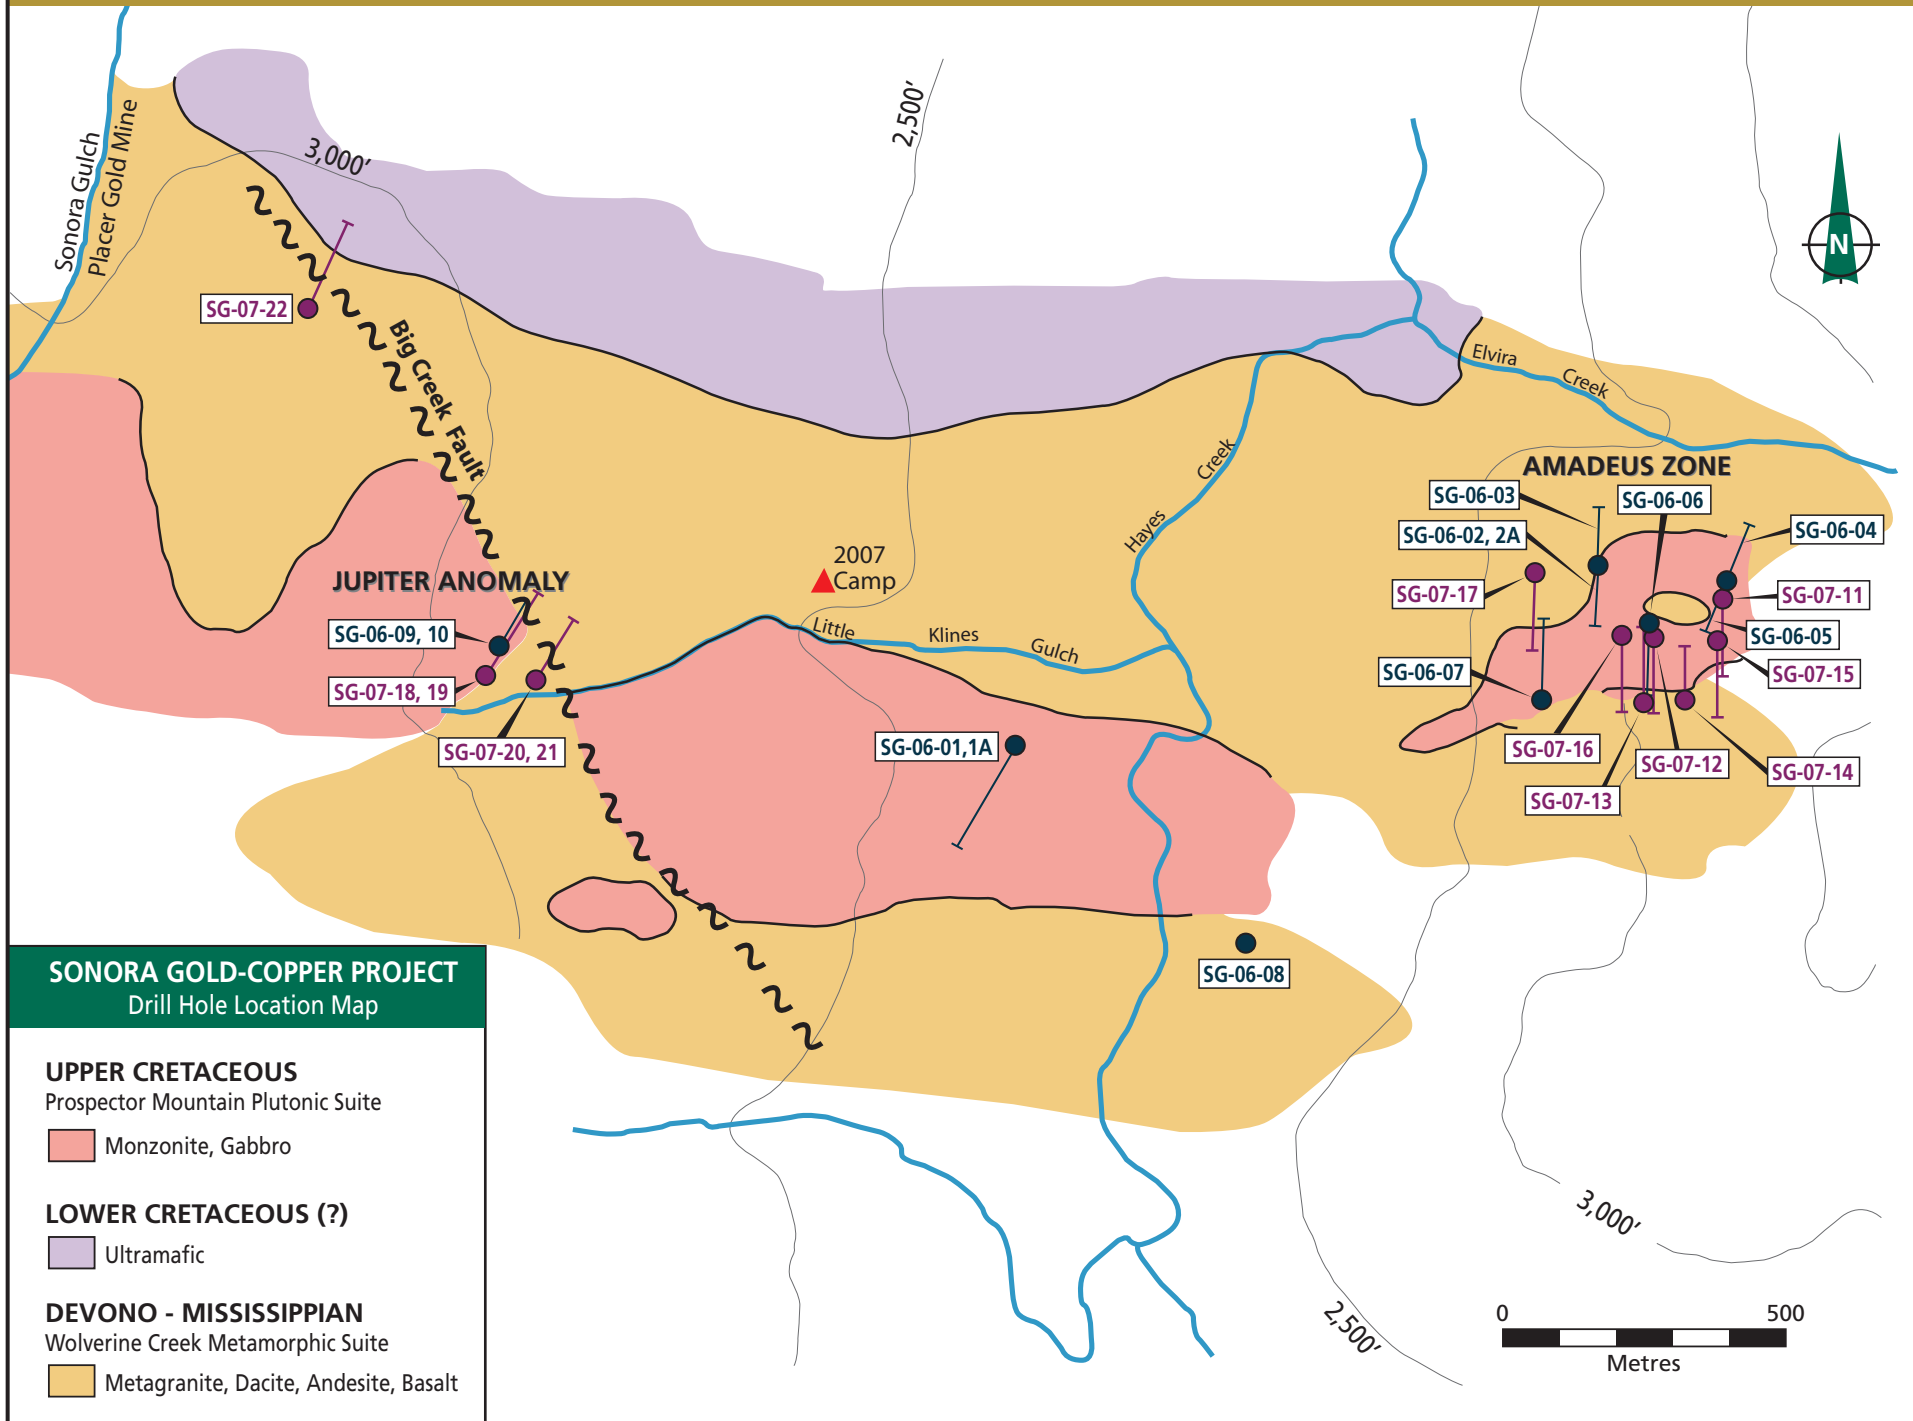 Sonora Gulch
Placer Gold Mine
3,000’
2,500’
N
SG-07-22
Big Creek Fault
Elvira Creek
Hayes Creek
AMADEUS ZONE
SG-06-03
SG-06-06
SG-06-02, 2A
SG-06-04
SG-07-17
SG-07-11
SG-06-05
SG-06-07
SG-07-15
SG-07-16
SG-07-12
SG-07-14
SG-07-13
2007
Camp
JUPITER ANOMALY
SG-06-09, 10
SG-07-18, 19
SG-07-20, 21
Little Klines Gulch
SG-06-01,1A
SG-06-08
SONORA GOLD-COPPER PROJECT
Drill Hole Location Map
UPPER CRETACEOUS
Prospector Mountain Plutonic Suite
Monzonite, Gabbro
LOWER CRETACEOUS (?)
Ultramafic
DEVONO - MISSISSIPPIAN
Wolverine Creek Metamorphic Suite
Metagranite, Dacite, Andesite, Basalt
3,000’
2,500’
0 500
Metres